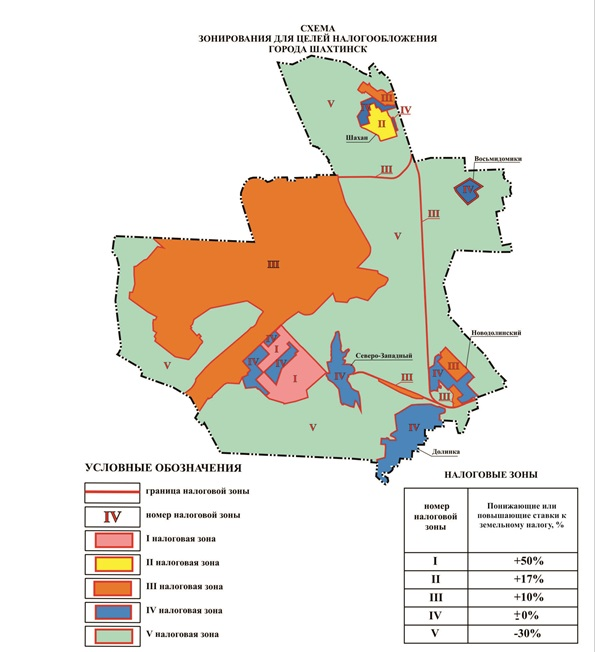 СХЕМА
ЗОНИРОВАНИЯ ДЛЯ ЦЕЛЕЙ НАЛОГООБЛОЖЕНИЯ
ГОРОДА ШАХТИНСК
V
III
IV
IV
II
Шахан
III
Восьмидомики
IV
III
V
III
Новодолинский
V
IV
I
IV
IV
I
Северо-Западный
IV
III
IV
III
III
V
IV
Долинка
УСЛОВНЫЕ ОБОЗНАЧЕНИЯ
граница налоговой зоны
IV номер налоговой зоны
I налоговая зона
II налоговая зона
III налоговая зона
IV налоговая зона
V налоговая зона
НАЛОГОВЫЕ ЗОНЫ
номер налоговой зоны
Понижающие или повышающие ставки к земельному налогу, %
I +50%
II +17%
III +10%
IV ±0%
V -30%